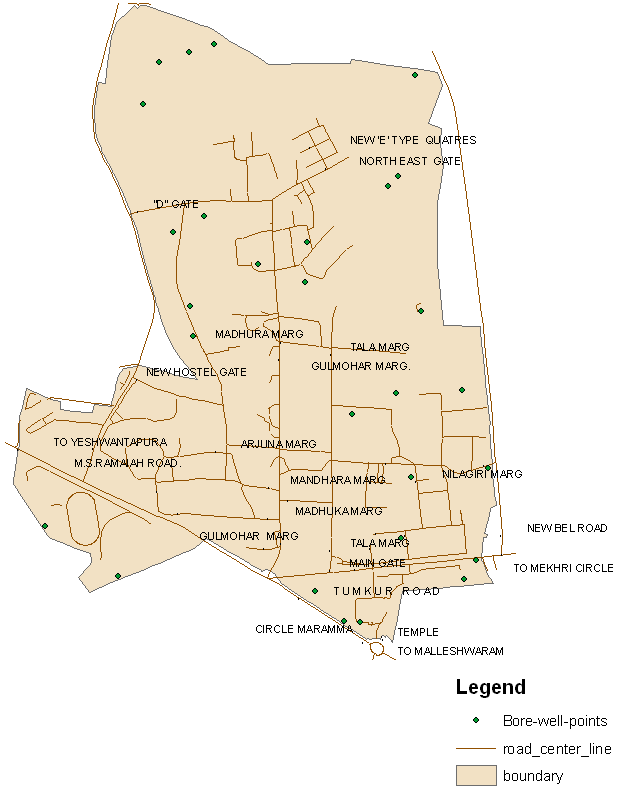 NEW 'E' TYPE QUATRES
NORTH EAST GATE
"D" GATE
MADHURA MARG
TALA MARG
GULMOHAR MARG.
NEW HOSTEL GATE
TO YESHWANTAPURA
ARJUNA MARG
M.S.RAMAIAH ROAD.
MANDHARA MARG
NILAGIRI MARG
MADHUKA MARG
NEW BEL ROAD
GULMOHAR MARG
TALA MARG
MAIN GATE
TO MEKHRI CIRCLE
TUMKUR ROAD
CIRCLE MARAMMA
TEMPLE
TO MALLESHWARAM
Legend
Bore-well-points
road_center_line
boundary